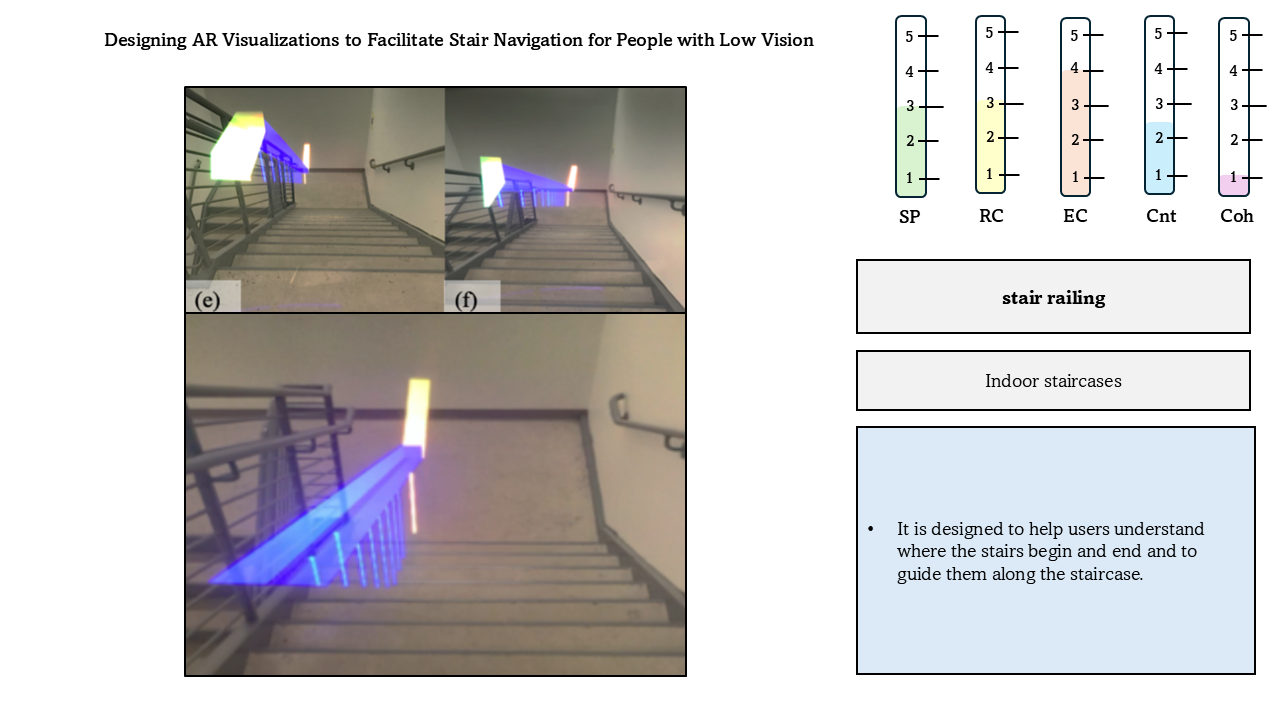 Designing AR Visualizations to Facilitate Stair Navigation for People with Low Vision
5 5 5 5 5
4 4 4 4 4
3 3 3 3 3
2 2 2 2 2
1 1 1 1 1
SP RC EC Cnt Coh
(e) (f)
stair railing
Indoor staircases
• It is designed to help users understand
where the stairs begin and end and to
guide them along the staircase.